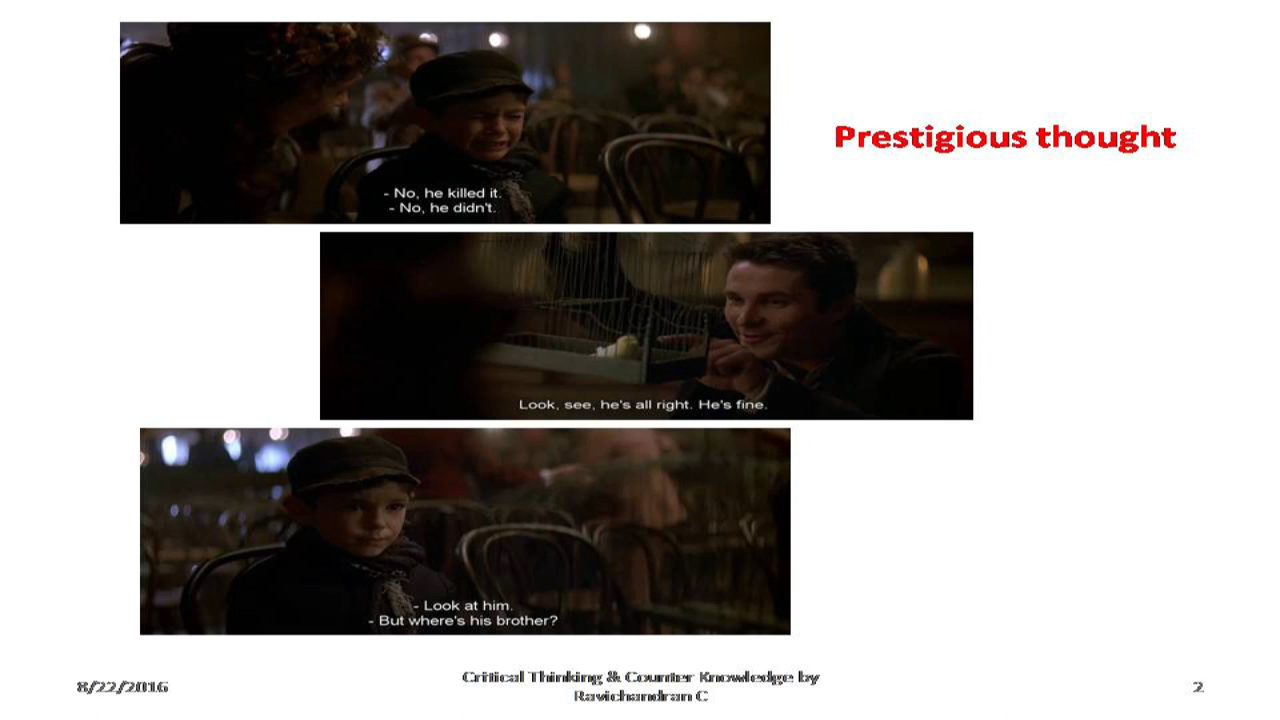 Prestigious thought
- No, he killed it.
- No, he didn't.
Look, see, he's all right. He's fine.
- Look at him.
- But where's his brother?
8/22/2016
Critical Thinking & Counter Knowledge by
Ravichandran C
2